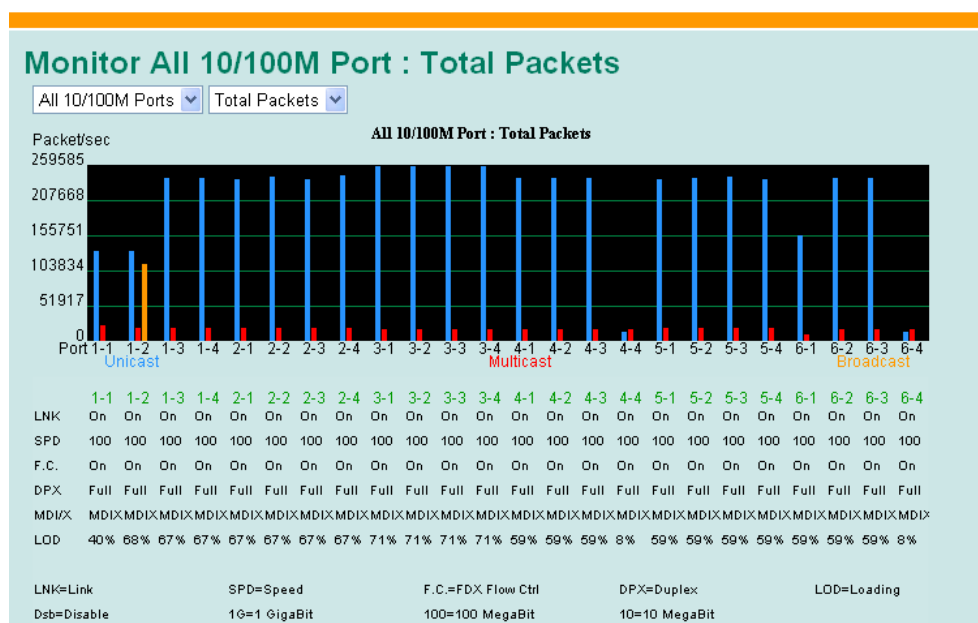 Monitor All 10/100M Port : Total Packets
All 10/100M Ports Total Packets
Packet/sec
All 10/100M Port : Total Packets
259585
207668
155751
103834
51917
0
Port 1-1 1-2 1-3 1-4 2-1 2-2 2-3 2-4 3-1 3-2 3-3 3-4 4-1 4-2 4-3 4-4 5-1 5-2 5-3 5-4 6-1 6-2 6-3 6-4
Unicast Multicast Broadcast
1-1 1-2 1-3 1-4 2-1 2-2 2-3 2-4 3-1 3-2 3-3 3-4 4-1 4-2 4-3 4-4 5-1 5-2 5-3 5-4 6-1 6-2 6-3 6-4
LNK On On On On On On On On On On On On On On On On On On On On On On On On
SPD 100 100 100 100 100 100 100 100 100 100 100 100 100 100 100 100 100 100 100 100 100 100 100 100
F.C. On On On On On On On On On On On On On On On On On On On On On On On On
DPX Full Full Full Full Full Full Full Full Full Full Full Full Full Full Full Full Full Full Full Full Full Full Full Full
MDI/X MDIX MDIX MDIX MDIX MDIX MDIX MDIX MDIX MDIX MDIX MDIX MDIX MDIX MDIX MDIX MDIX MDIX MDIX MDIX MDIX MDIX MDIX MDIX MDIX
LOD 40% 68% 67% 67% 67% 67% 67% 67% 71% 71% 71% 71% 59% 59% 59% 8% 59% 59% 59% 59% 59% 59% 59% 8%
LNK=Link SPD=Speed F.C.=FDX Flow Ctrl DPX=Duplex LOD=Loading
Dsb=Disable 1G=1 GigaBit 100=100 MegaBit 10=10 MegaBit